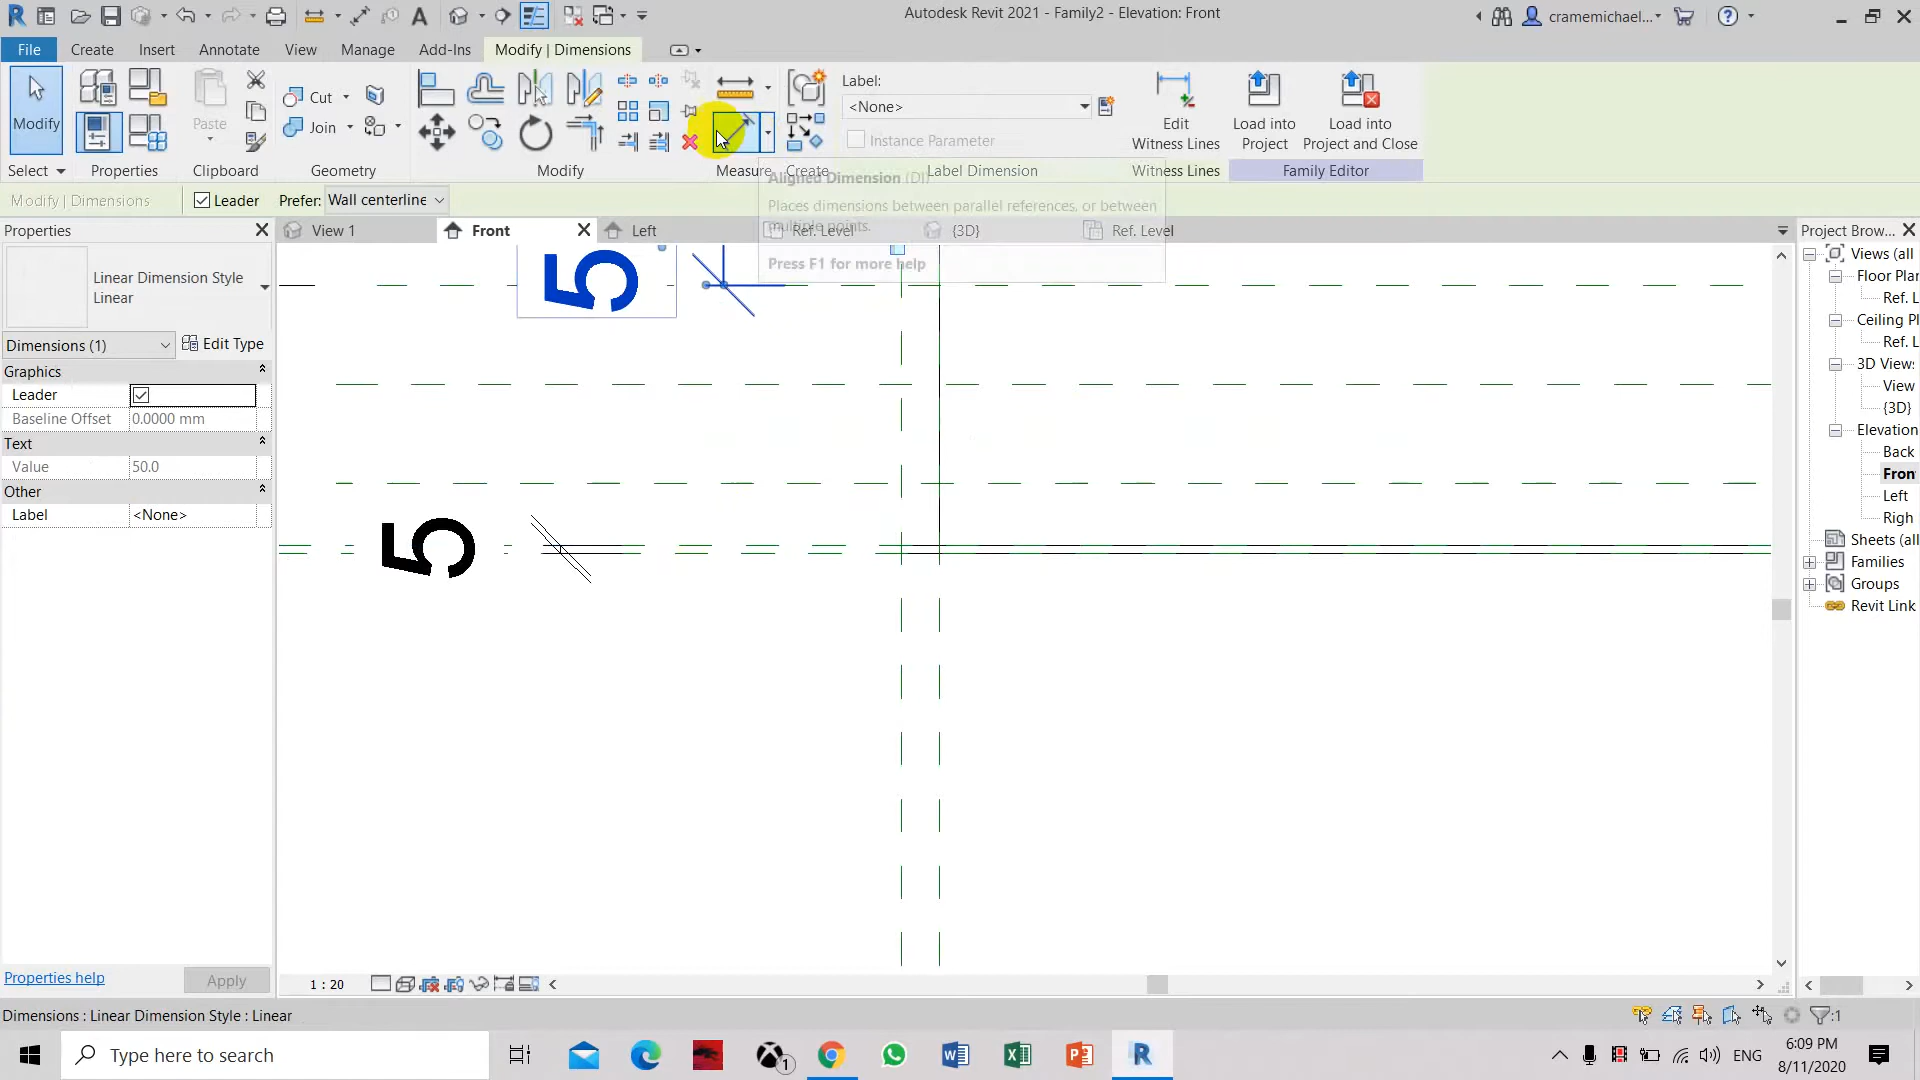 Autodesk Revit 2021 - Family2 - Elevation: Front
cramemichael...
File
Create
Insert
Annotate
View
Manage
Add-Ins
Modify | Dimensions
Modify
Cut
Join
Paste
Label:
<None>
Instance Parameter
Edit
Witness Lines
Load into
Project
Load into
Project and Close
Select
Properties
Clipboard
Geometry
Modify
Measure
Create
Label Dimension
Witness Lines
Family Editor
Modify | Dimensions
Leader
Prefer:
Wall centerline
Aligned Dimension (DI)
Places dimensions between parallel references, or between
multiple points.
Press F1 for more help
Properties
View 1
Front
Left
Ref. Level
{3D}
Ref. Level
Project Brow...
Linear Dimension Style
Linear
Dimensions (1)
Edit Type
Graphics
Leader
Baseline Offset
0.0000 mm
Text
Value
50.0
Other
Label
<None>
5
5
Views (all
Floor Plar
Ref. L
Ceiling Pl
Ref. L
3D Views
View
{3D}
Elevation
Back
Fron
Left
Righ
Sheets (all
Families
Groups
Revit Link
Properties help
Apply
1 : 20
Dimensions : Linear Dimension Style : Linear
:1
Type here to search
1
ENG
6:09 PM
8/11/2020